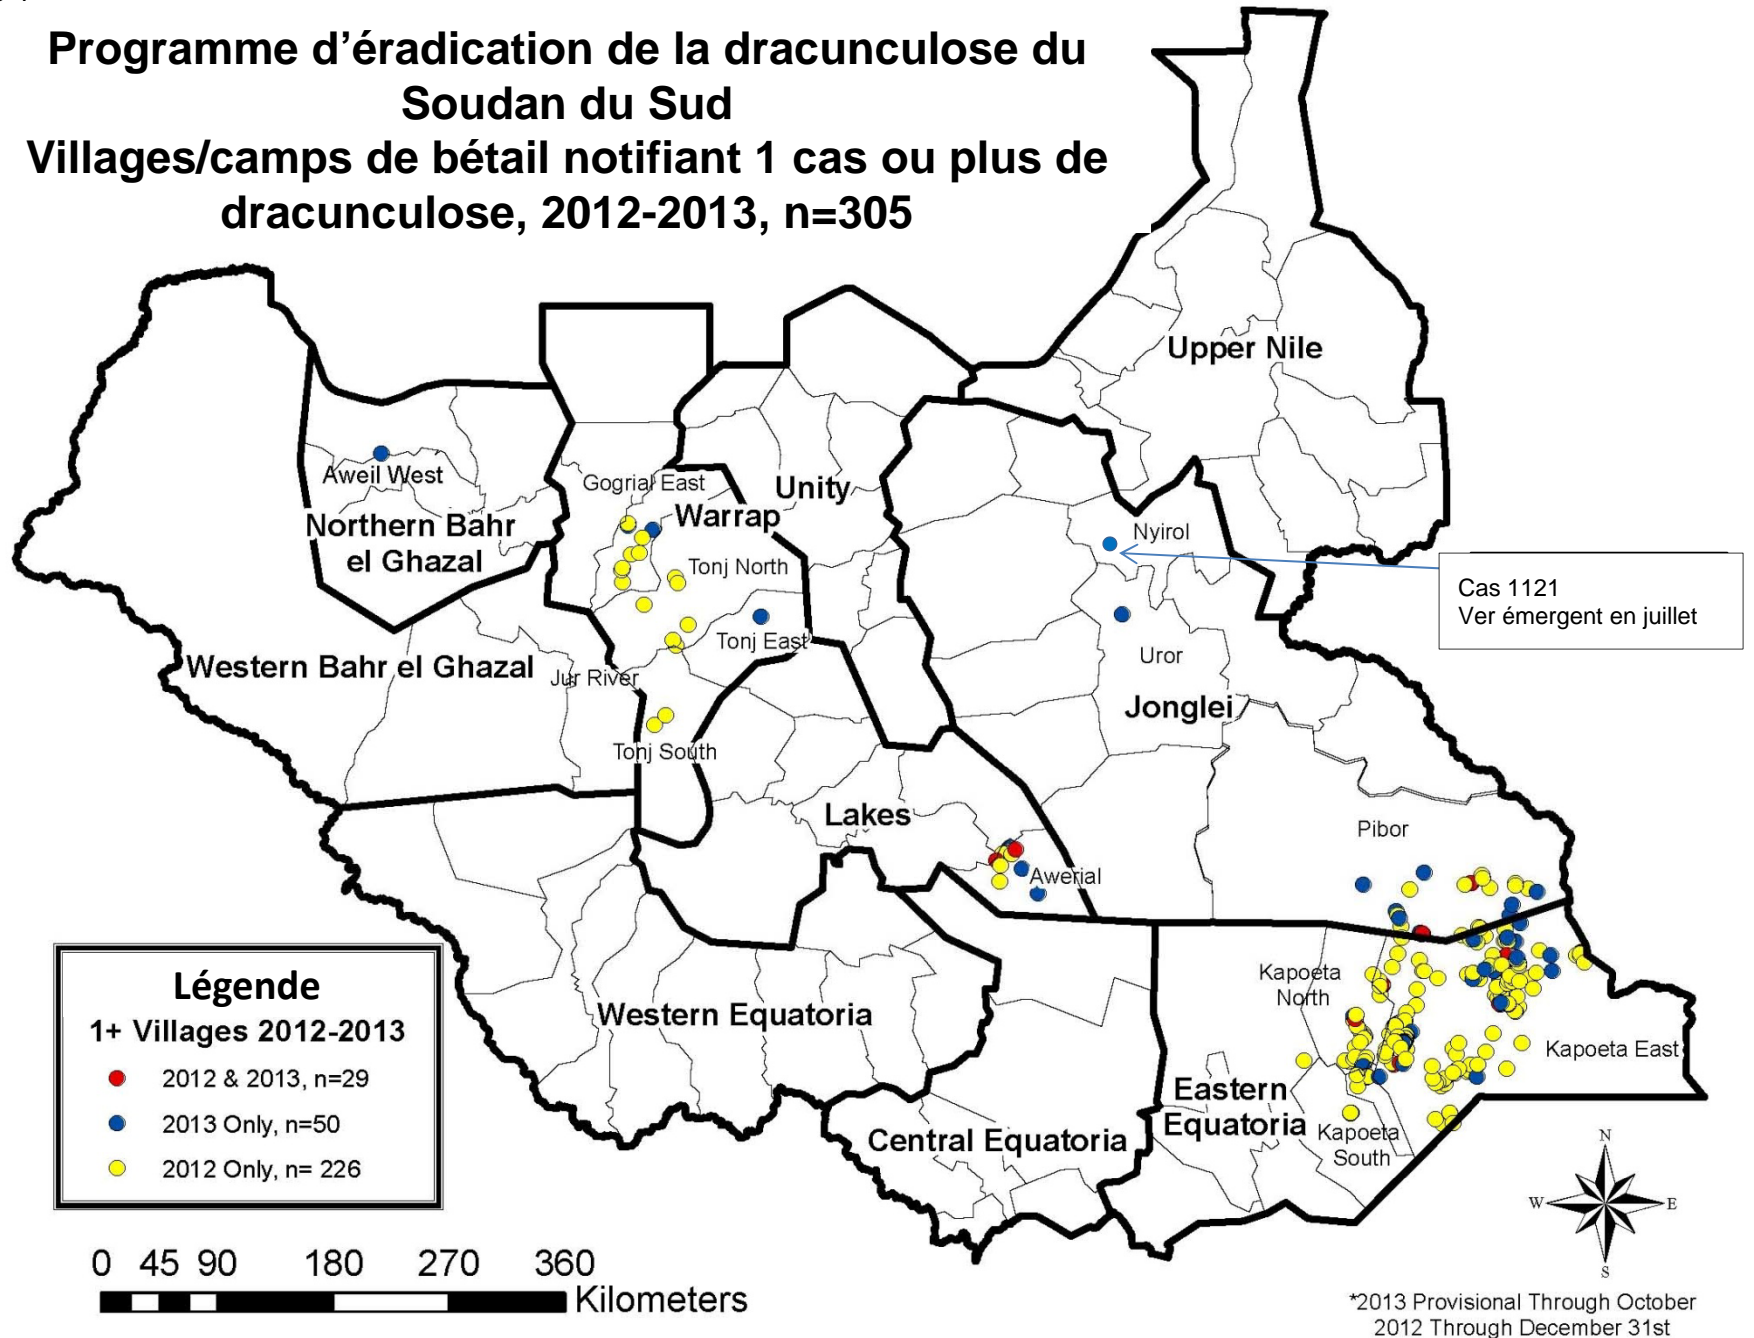 Programme d’éradication de la dracunculose du
Soudan du Sud
Villages/camps de bétail notifiant 1 cas ou plus de
dracunculose, 2012-2013, n=305
Upper Nile
Aweil West
Northern Bahr
el Ghazal
Gogrial East
Warrap
Unity
Tonj North
Tonj East
Nyirol
Cas 1121
Ver émergent en juillet
Uror
Jonglei
Western Bahr el Ghazal
Jur River
Tonj South
Lakes
Awerial
Pibor
Kapoeta
North
Kapoeta East
Western Equatoria
Eastern
Equatoria
Kapoeta
South
Central Equatoria
Légende
1+ Villages 2012-2013
2012 & 2013, n=29
2013 Only, n=50
2012 Only, n= 226
0 45 90 180 270 360
Kilometers
N
W
E
S
*2013 Provisional Through October
2012 Through December 31st